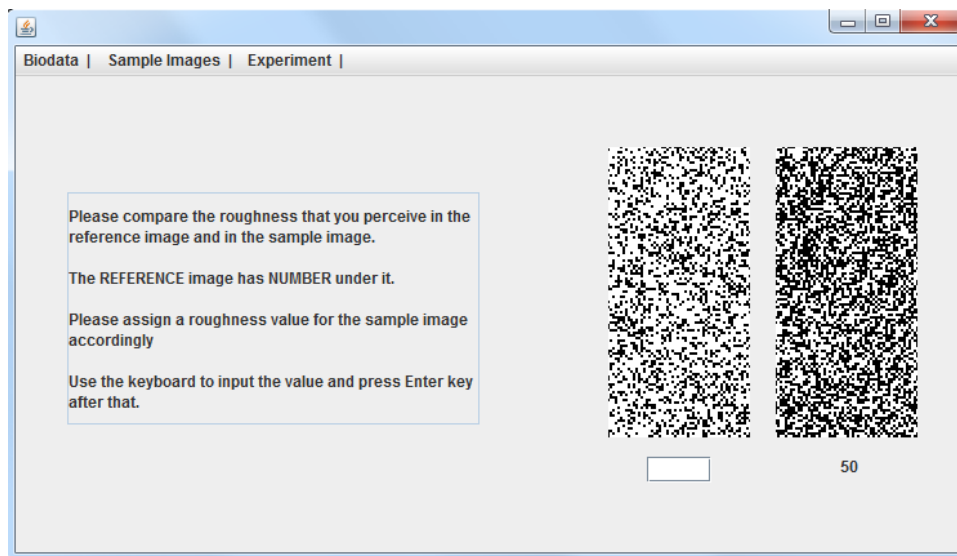 Biodata | Sample Images | Experiment |
Please compare the roughness that you perceive in the
reference image and in the sample image.
The REFERENCE image has NUMBER under it.
Please assign a roughness value for the sample image
accordingly
Use the keyboard to input the value and press Enter key
after that.
50